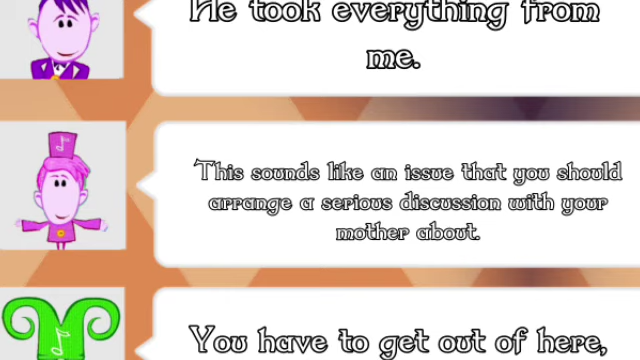 He took everything from
me.
This sounds like an issue that you should
arrange a serious discussion with your
mother about.
You have to get out of here,